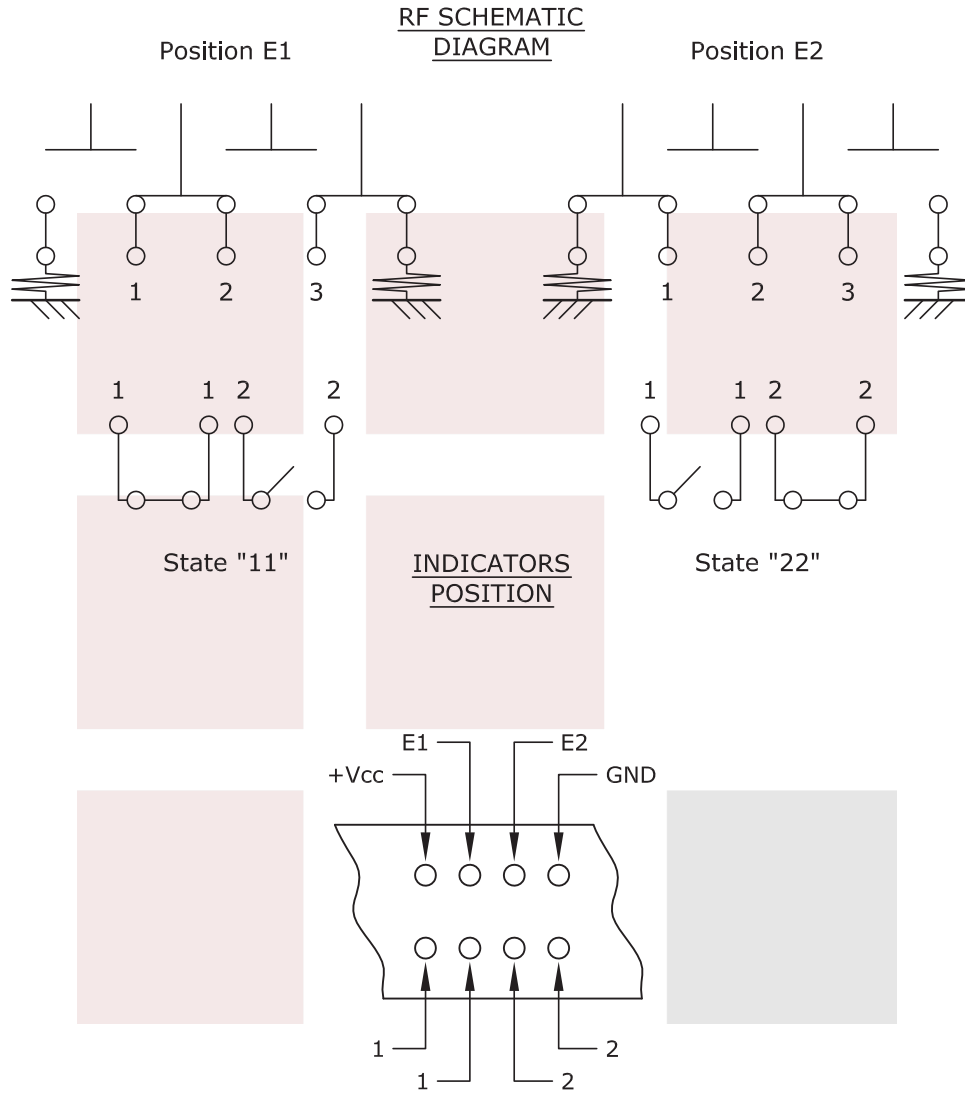 RF SCHEMATIC
DIAGRAM
Position E1
Position E2
1 2 3
1 2 3
1 1 2 2
1 1 2 2
State "11"
State "22"
INDICATORS
POSITION
E1
E2
+Vcc
GND
1
2
1
2